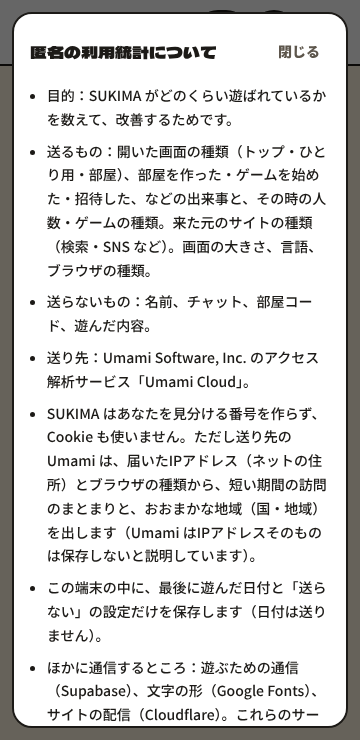 匿名の利用統計について
閉じる
• 目的：SUKIMA がどのくらい遊ばれているか
を数えて、改善するためです。
• 送るもの：開いた画面の種類（トップ・ひと
り用・部屋）、部屋を作った・ゲームを始め
た・招待した、などの出来事と、その時の人
数・ゲームの種類。来た元のサイトの種類
（検索・SNS など）。画面の大きさ、言語、
ブラウザの種類。
• 送らないもの：名前、チャット、部屋コー
ド、遊んだ内容。
• 送り先：Umami Software, Inc. のアクセス
解析サービス「Umami Cloud」。
• SUKIMA はあなたを見分ける番号を作らず、
Cookie も使いません。ただし送り先の
Umami は、届いたIPアドレス（ネットの住
所）とブラウザの種類から、短い期間の訪問
のまとまりと、おおまかな地域（国・地域）
を出します（Umami はIPアドレスそのもの
は保存しないと説明しています）。
• この端末の中に、最後に遊んだ日付と「送ら
ない」の設定だけを保存します（日付は送り
ません）。
• ほかに通信するところ：遊ぶための通信
（Supabase）、文字の形（Google Fonts）、
サイトの配信（Cloudflare）。これらのサー